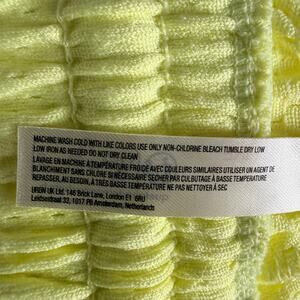 MACHINE WASH COLD WITH LIKE COLORS USE ONLY NON-CHLORINE BLEACH TUMBLE DRY LOW
LOW IRON AS NEEDED DO NOT DRY CLEAN
LAVAGE EN MACHINE À TEMPÉRATURE FROIDE AVEC COULEURS SIMILAIRES UTILISER UN AGENT DE
BLANCHIMENT SANS CHLORE SI NÉCESSAIRE SÉCHER PAR CULBUTAGE À BASSE TEMPÉRATURE
REPASSER, AU BESOIN, À TRÈS BASSE TEMPÉRATURE NE PAS NETTOYER À SEC
URBN UK Ltd, 146 Brick Lane, London E1 6RU
Leidsestraat 32, 1017 PB Amsterdam, Netherlands